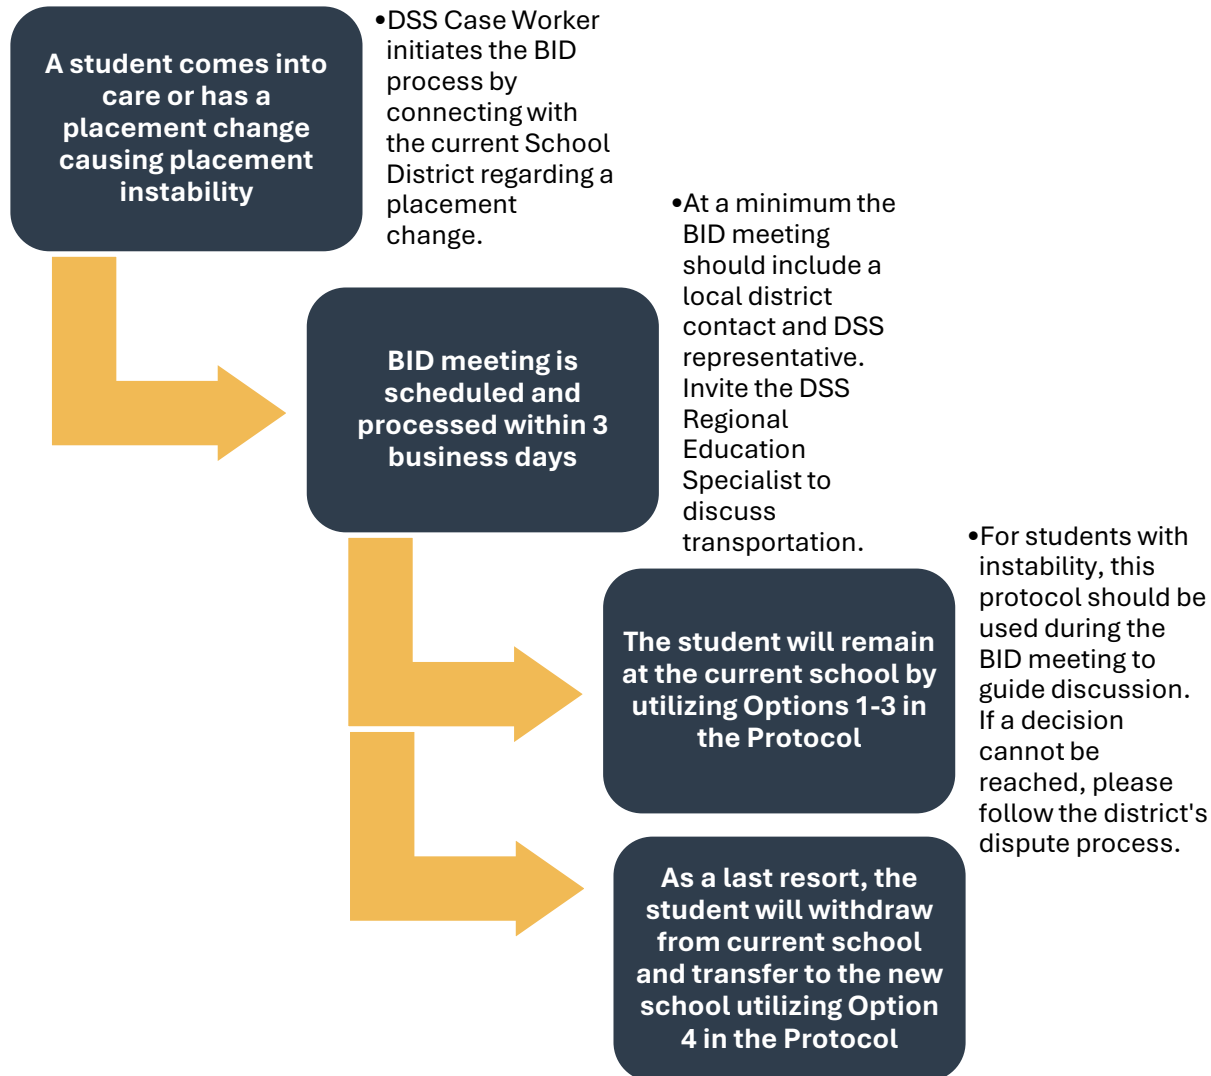 A student comes into
care or has a
placement change
causing placement
instability
•DSS Case Worker
initiates the BID
process by
connecting with
the current School
District regarding a
placement
change.
BID meeting is
scheduled and
processed within 3
business days
•At a minimum the
BID meeting
should include a
local district
contact and DSS
representative.
Invite the DSS
Regional
Education
Specialist to
discuss
transportation.
The student will remain
at the current school by
utilizing Options 1-3 in
the Protocol
•For students with
instability, this
protocol should be
used during the
BID meeting to
guide discussion.
If a decision
cannot be
reached, please
follow the district's
dispute process.
As a last resort, the
student will withdraw
from current school
and transfer to the new
school utilizing Option
4 in the Protocol